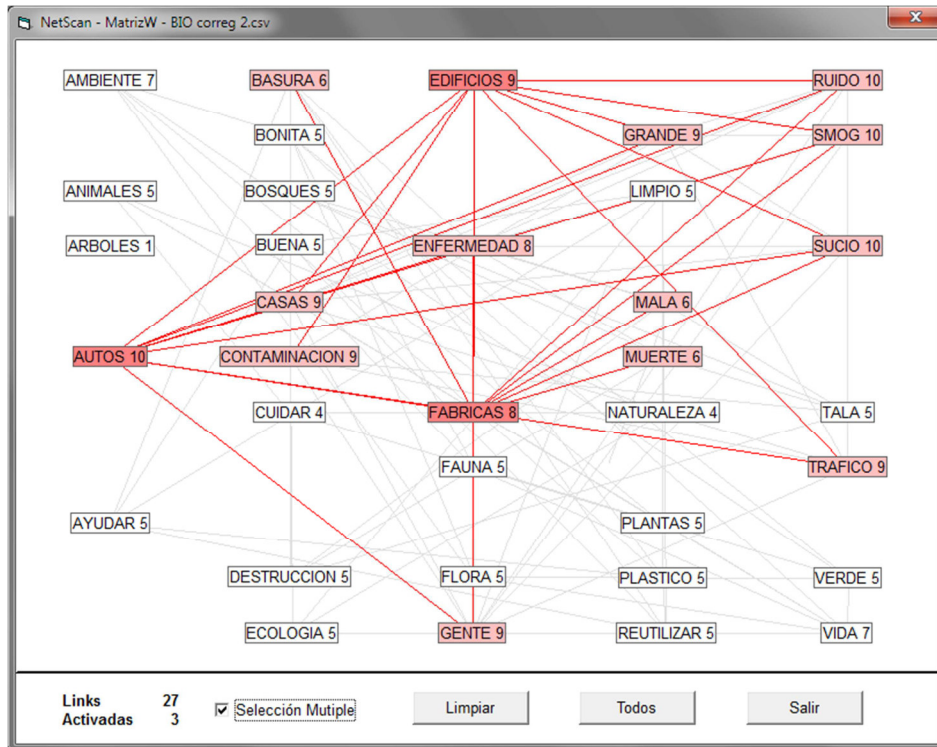 NetScan - MatrizW - BIO correg 2.csv
AMBIENTE 7 BASURA 6 EDIFICIOS 9 RUIDO 10
BONITA 5 GRANDE 9 SMOG 10
ANIMALES 5 BOSQUES 5 LIMPIO 5
ARBOLES 1 BUENA 5 ENFERMEDAD 8 SUCIO 10
CASAS 9 MALA 6
AUTOS 10 CONTAMINACION 9 MUERTE 6
CUIDAR 4 FABRICAS 8 NATURALEZA 4 TALA 5
FAUNA 5 TRAFICO 9
AYUDAR 5 PLANTAS 5
DESTRUCCION 5 FLORA 5 PLASTICO 5 VERDE 5
ECOLOGIA 5 GENTE 9 REUTILIZAR 5 VIDA 7
Links 27
Activadas 3
Selección Mutiple
Limpiar Todos Salir